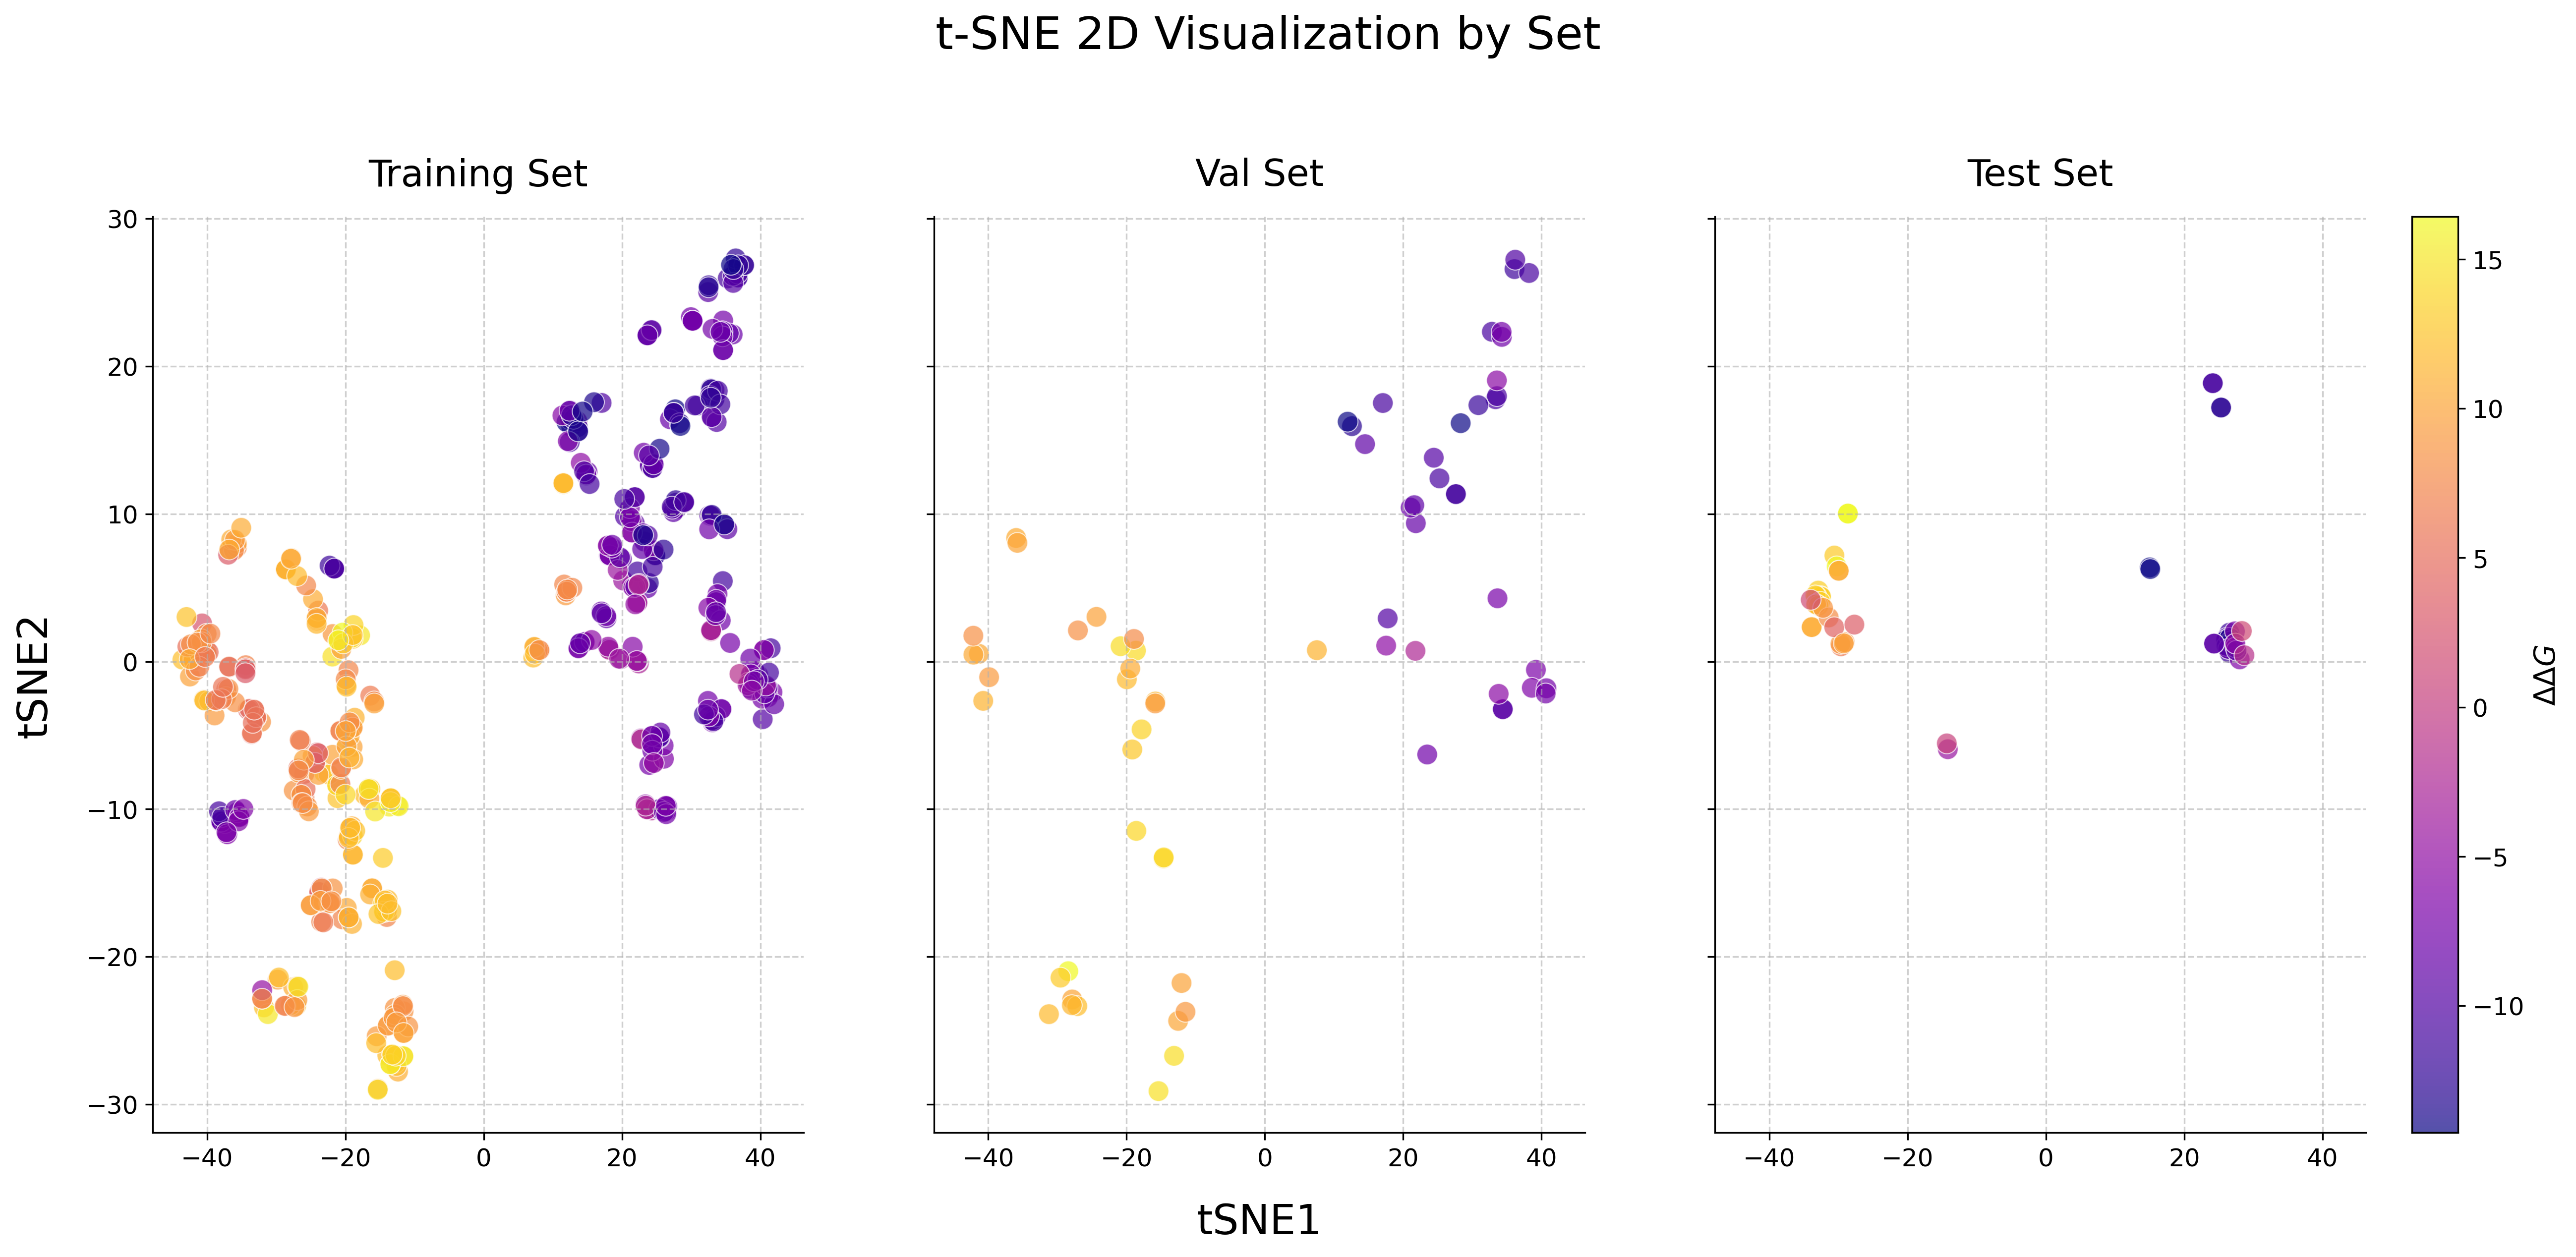 t-SNE 2D Visualization by Set
Training Set
Val Set
Test Set
tSNE2
30
20
10
0
−10
−20
−30
−40 −20 0 20 40
−40 −20 0 20 40
−40 −20 0 20 40
tSNE1
15
10
5
0
−5
−10
ΔΔG